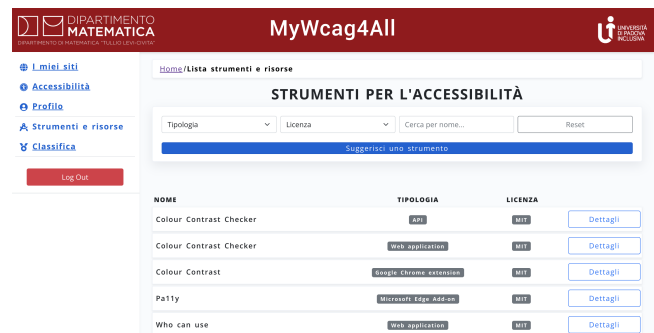 DIPARTIMENTO
MATEMATICA
DIPARTIMENTO DI MATEMATICA "TULLIO LEVI-CIVITA"
MyWcag4All
UNIVERSITÀ
DI PADOVA
INCLUSIVA
I miei siti
Accessibilità
Profilo
Strumenti e risorse
Classifica
Log Out
Home/Lista strumenti e risorse
STRUMENTI PER L'ACCESSIBILITÀ
Tipologia Licenza Cerca per nome... Reset
Suggerisci uno strumento
NOME TIPOLOGIA LICENZA
Colour Contrast Checker API MIT Dettagli
Colour Contrast Checker Web application MIT Dettagli
Colour Contrast Google Chrome extension MIT Dettagli
Pa11y Microsoft Edge Add-on MIT Dettagli
Who can use Web application MIT Dettagli